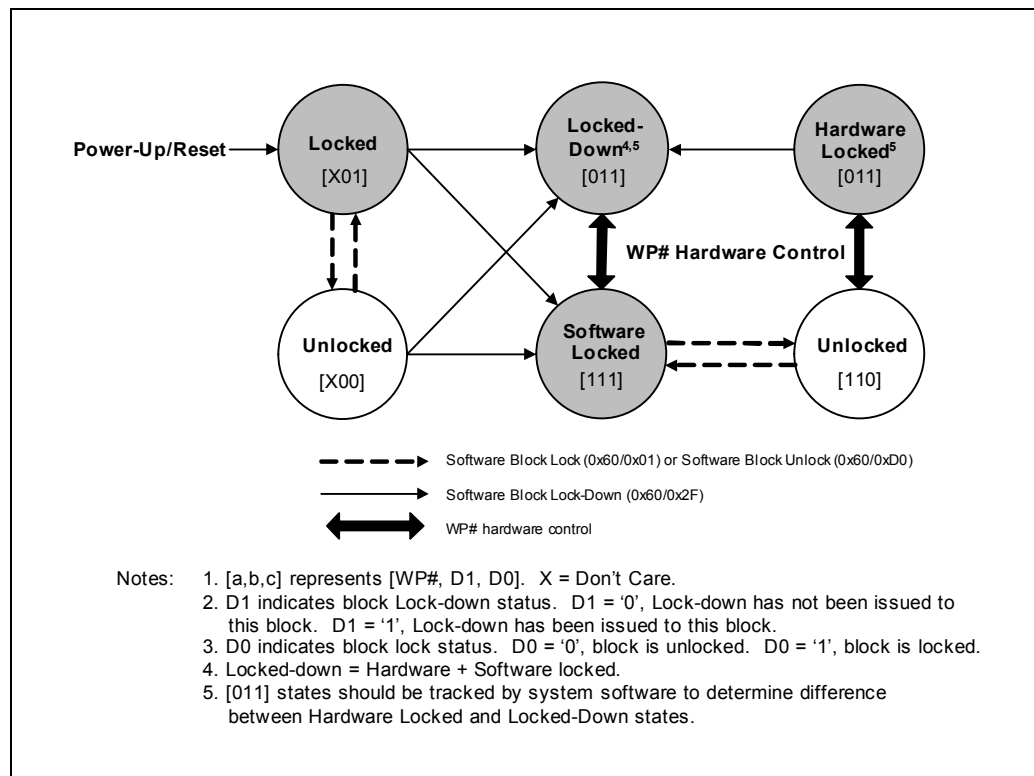 Power-Up/Reset
Locked
[X01]
Locked-
Down4,5
[011]
Hardware
Locked5
[011]
WP# Hardware Control
Unlocked
[X00]
Software
Locked
[111]
Unlocked
[110]
Software Block Lock (0x60/0x01) or Software Block Unlock (0x60/0xD0)
Software Block Lock-Down (0x60/0x2F)
WP# hardware control
Notes: 1. [a,b,c] represents [WP#, D1, D0]. X = Don't Care.
2. D1 indicates block Lock-down status. D1 = ‘0’, Lock-down has not been issued to
this block. D1 = ‘1’, Lock-down has been issued to this block.
3. D0 indicates block lock status. D0 = ‘0’, block is unlocked. D0 = ‘1’, block is locked.
4. Locked-down = Hardware + Software locked.
5. [011] states should be tracked by system software to determine difference
between Hardware Locked and Locked-Down states.